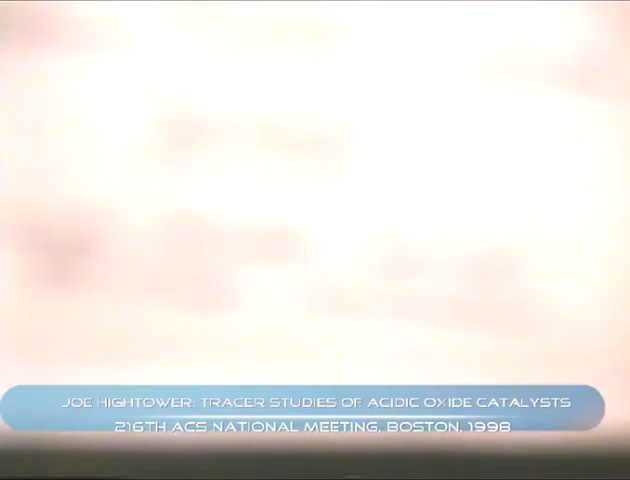 JOE HIGHTOWER: TRACER STUDIES OF ACIDIC OXIDE CATALYSTS
216TH ACS NATIONAL MEETING, BOSTON, 1998